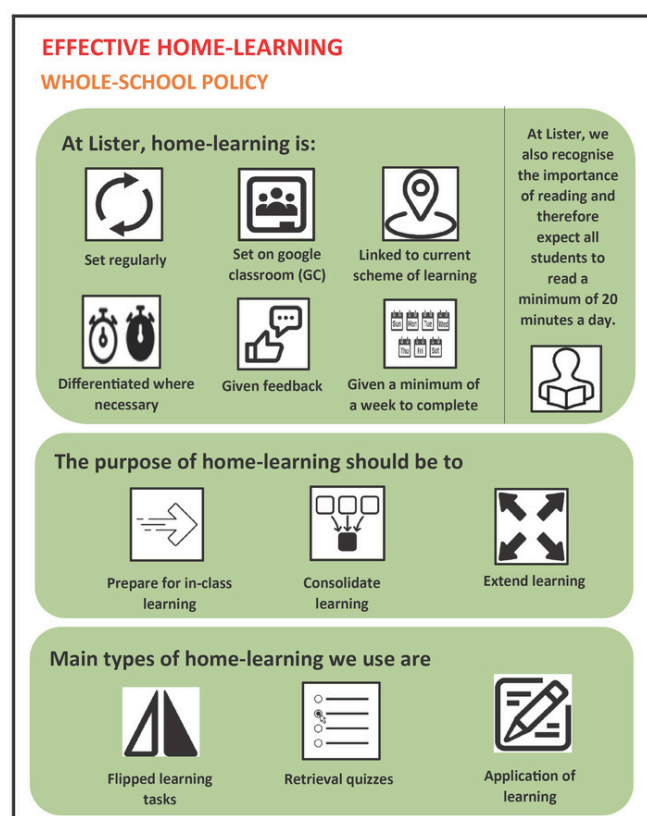 EFFECTIVE HOME-LEARNING
WHOLE-SCHOOL POLICY
At Lister, home-learning is:
Set regularly
Set on google
classroom (GC)
Linked to current
scheme of learning
Differentiated where
necessary
Given feedback
Sun Mon Tue Wed
Thu Fri Sat
Given a minimum of
a week to complete
At Lister, we
also recognise
the importance
of reading and
therefore
expect all
students to
read a
minimum of 20
minutes a day.
The purpose of home-learning should be to
Prepare for in-class
learning
Consolidate
learning
Extend learning
Main types of home-learning we use are
Flipped learning
tasks
Retrieval quizzes
Application of
learning